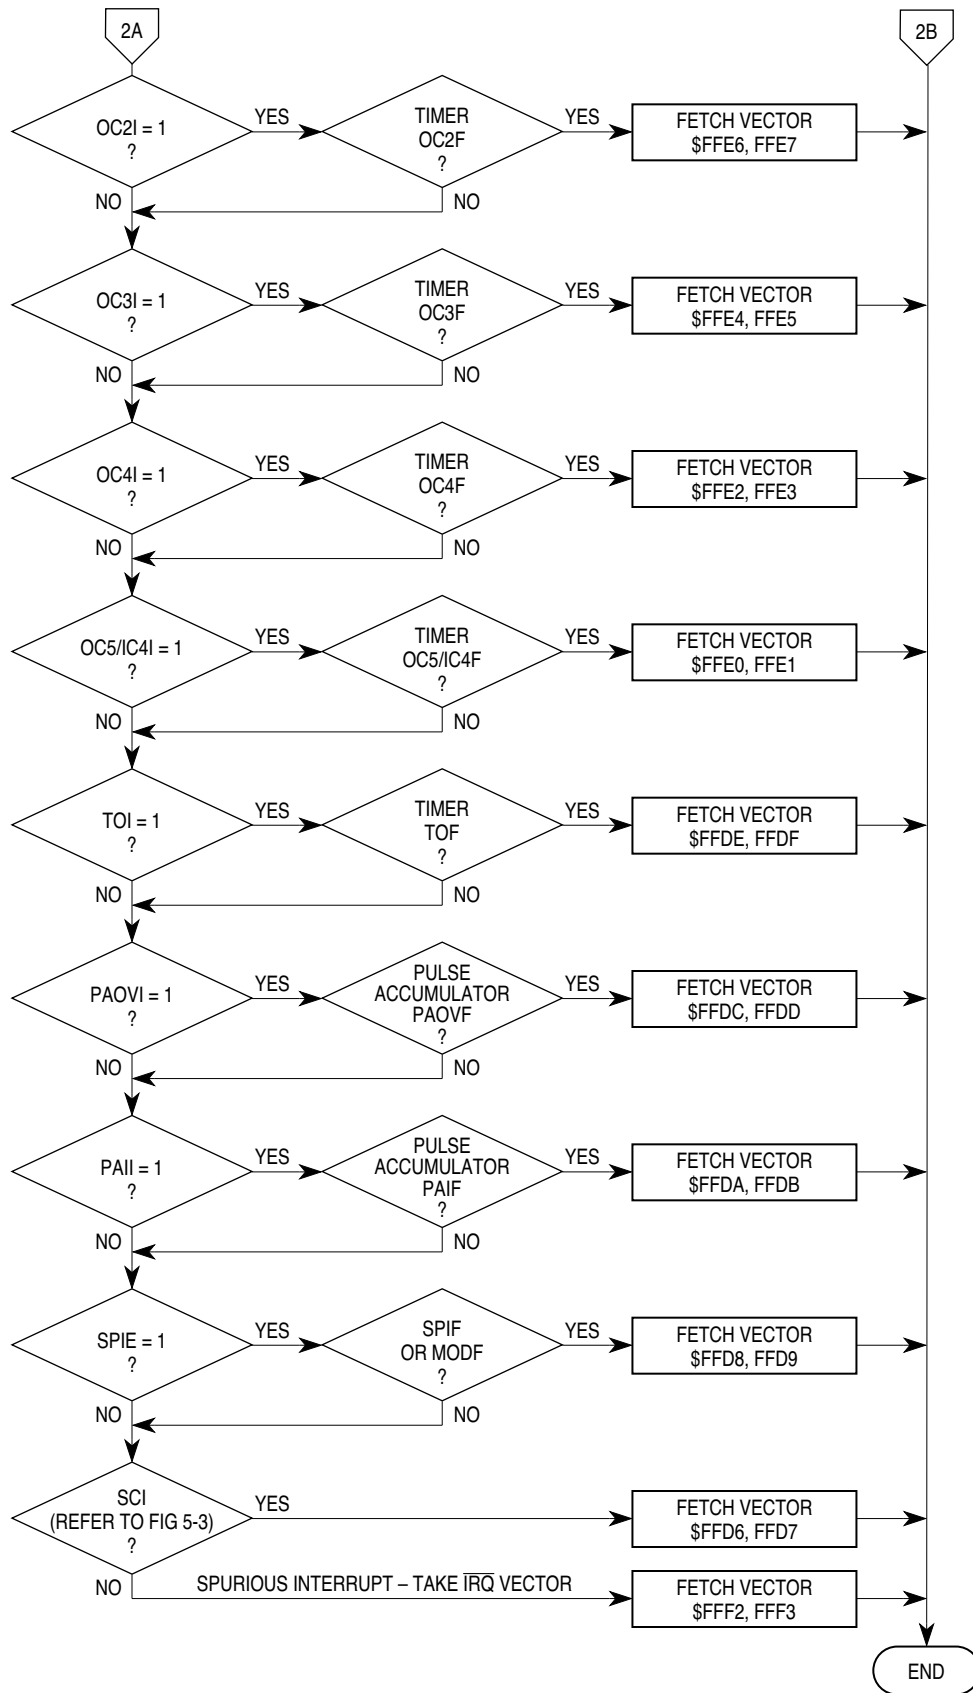 2A
2B
OC2I = 1
?
YES
TIMER
OC2F
?
YES
FETCH VECTOR
$FFE6, FFE7
NO
NO
OC3I = 1
?
YES
TIMER
OC3F
?
YES
FETCH VECTOR
$FFE4, FFE5
NO
NO
OC4I = 1
?
YES
TIMER
OC4F
?
YES
FETCH VECTOR
$FFE2, FFE3
NO
NO
OC5/IC4I = 1
?
YES
TIMER
OC5/IC4F
?
YES
FETCH VECTOR
$FFE0, FFE1
NO
NO
TOI = 1
?
YES
TIMER
TOF
?
YES
FETCH VECTOR
$FFDE, FFDF
NO
NO
PAOVI = 1
?
YES
PULSE
ACCUMULATOR
PAOVF
?
YES
FETCH VECTOR
$FFDC, FFDD
NO
NO
PAII = 1
?
YES
PULSE
ACCUMULATOR
PAIF
?
YES
FETCH VECTOR
$FFDA, FFDB
NO
NO
SPIE = 1
?
YES
SPIF
OR MODF
?
YES
FETCH VECTOR
$FFD8, FFD9
NO
NO
SCI
(REFER TO FIG 5-3)
?
YES
FETCH VECTOR
$FFD6, FFD7
NO
SPURIOUS INTERRUPT – TAKE I̅R̅Q̅ VECTOR
FETCH VECTOR
$FFF2, FFF3
END